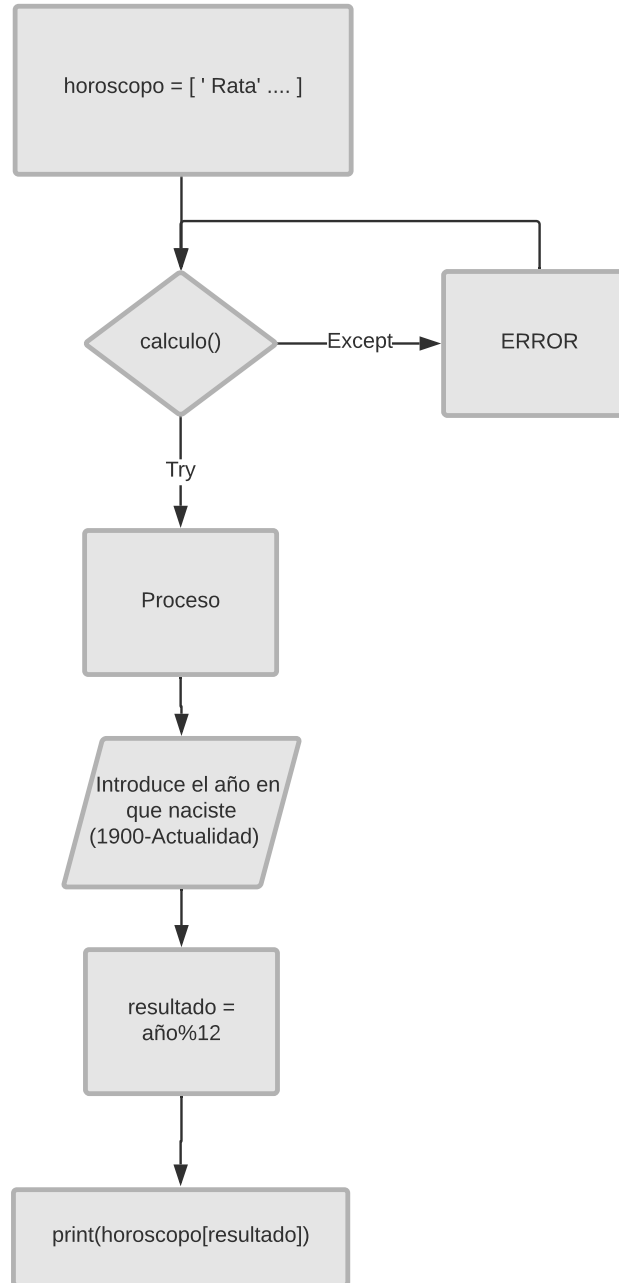 horoscopo = [ ' Rata' .... ]
calculo()
Except
ERROR
Try
Proceso
Introduce el año en
que naciste
(1900-Actualidad)
resultado =
año%12
print(horoscopo[resultado])